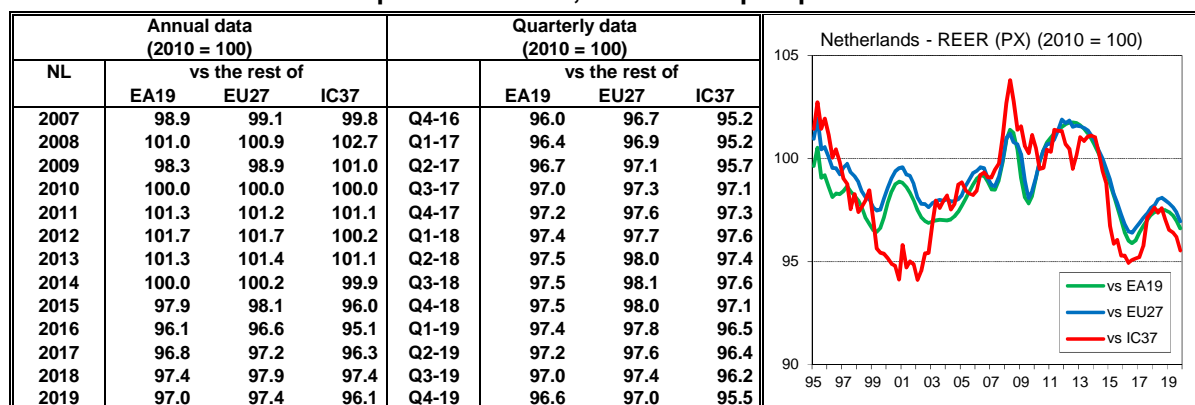 Annual data Quarterly data
(2010 = 100) (2010 = 100)
NL vs the rest of vs the rest of
EA19 EU27 IC37 EA19 EU27 IC37
2007 98.9 99.1 99.8 Q4-16 96.0 96.7 95.2
2008 101.0 100.9 102.7 Q1-17 96.4 96.9 95.2
2009 98.3 98.9 101.0 Q2-17 96.7 97.1 95.7
2010 100.0 100.0 100.0 Q3-17 97.0 97.3 97.1
2011 101.3 101.2 101.1 Q4-17 97.2 97.6 97.3
2012 101.7 101.7 100.2 Q1-18 97.4 97.7 97.6
2013 101.3 101.4 101.1 Q2-18 97.5 98.0 97.4
2014 100.0 100.2 99.9 Q3-18 97.5 98.1 97.6
2015 97.9 98.1 96.0 Q4-18 97.5 98.0 97.1
2016 96.1 96.6 95.1 Q1-19 97.4 97.8 96.5
2017 96.8 97.2 96.3 Q2-19 97.2 97.6 96.4
2018 97.4 97.9 97.4 Q3-19 97.0 97.4 96.2
2019 97.0 97.4 96.1 Q4-19 96.6 97.0 95.5
Netherlands - REER (PX) (2010 = 100)
105
100
95
90
vs EA19
vs EU27
vs IC37
95 97 99 01 03 05 07 09 11 13 15 17 19